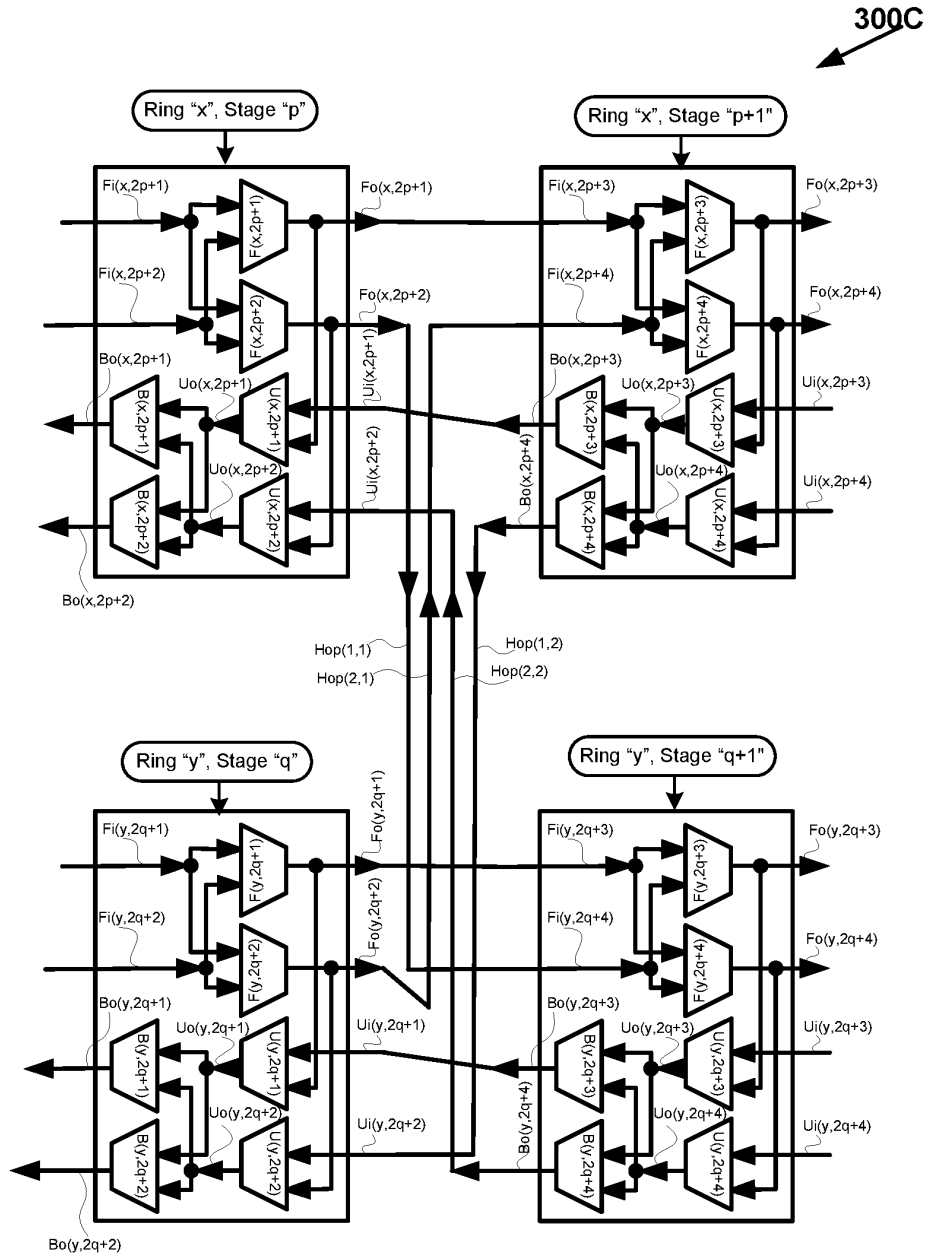 300C
Ring “x”, Stage “p”
Ring “x”, Stage “p+1"
Fi(x,2p+1)
Fo(x,2p+1)
Fi(x,2p+3)
Fo(x,2p+3)
F(x,2p+1)
F(x,2p+3)
Fi(x,2p+2)
Fo(x,2p+2)
Fi(x,2p+4)
Fo(x,2p+4)
F(x,2p+2)
F(x,2p+4)
Bo(x,2p+1)
Uo(x,2p+1)
Ui(x,2p+1)
Bo(x,2p+3)
Uo(x,2p+3)
Ui(x,2p+3)
B(x,2p+1)
U(x,2p+1)
B(x,2p+3)
U(x,2p+3)
Uo(x,2p+2)
Ui(x,2p+2)
Bo(x,2p+4)
Uo(x,2p+4)
Ui(x,2p+4)
B(x,2p+2)
U(x,2p+2)
B(x,2p+4)
U(x,2p+4)
Bo(x,2p+2)
Hop(1,1)
Hop(1,2)
Hop(2,1)
Hop(2,2)
Ring “y”, Stage “q”
Ring “y”, Stage “q+1"
Fi(y,2q+1)
Fo(y,2q+1)
Fi(y,2q+3)
Fo(y,2q+3)
F(y,2q+1)
F(y,2q+3)
Fi(y,2q+2)
Fo(y,2q+2)
Fi(y,2q+4)
Fo(y,2q+4)
F(y,2q+2)
F(y,2q+4)
Bo(y,2q+1)
Uo(y,2q+1)
Ui(y,2q+1)
Bo(y,2q+3)
Uo(y,2q+3)
Ui(y,2q+3)
B(y,2q+1)
U(y,2q+1)
B(y,2q+3)
U(y,2q+3)
Uo(y,2q+2)
Ui(y,2q+2)
Bo(y,2q+4)
Uo(y,2q+4)
Ui(y,2q+4)
B(y,2q+2)
U(y,2q+2)
B(y,2q+4)
U(y,2q+4)
Bo(y,2q+2)